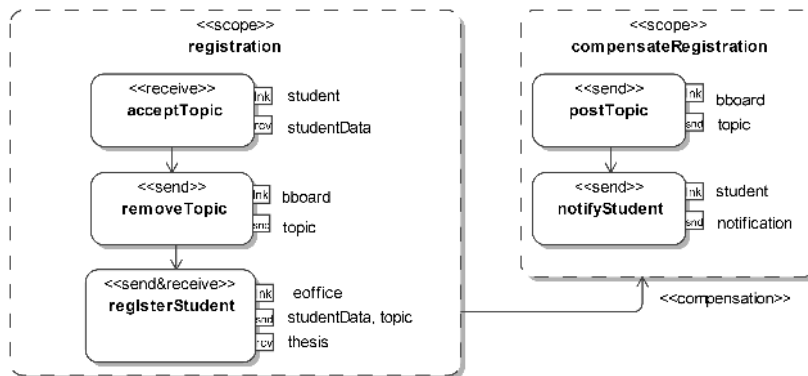 <<scope>>
registration
<<receive>>
acceptTopic
lnk
student
rcv
studentData
<<send>>
removeTopic
lnk
bboard
snd
topic
<<send&receive>>
registerStudent
lnk
eoffice
snd
studentData, topic
rcv
thesis
<<scope>>
compensateRegistration
<<send>>
postTopic
lnk
bboard
snd
topic
<<send>>
notifyStudent
lnk
student
snd
notification
<<compensation>>